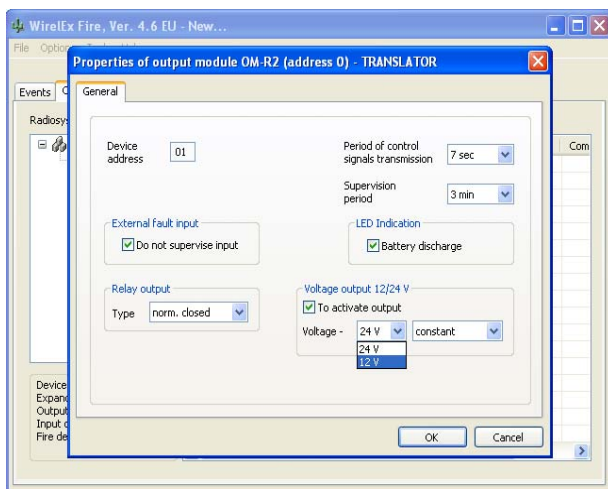 WirelEx Fire, Ver. 4.6 EU - New...
File Option
Properties of output module OM-R2 (address 0) - TRANSLATOR
Events
General
Radiosy
Com
Device address
01
Period of control signals transmission
7 sec
Supervision period
3 min
External fault input
Do not supervise input
LED Indication
Battery discharge
Relay output
Type norm. closed
Voltage output 12/24 V
To activate output
Voltage - 24 V constant
24 V
12 V
Device
Expan
Output
Input
Fire de
OK Cancel